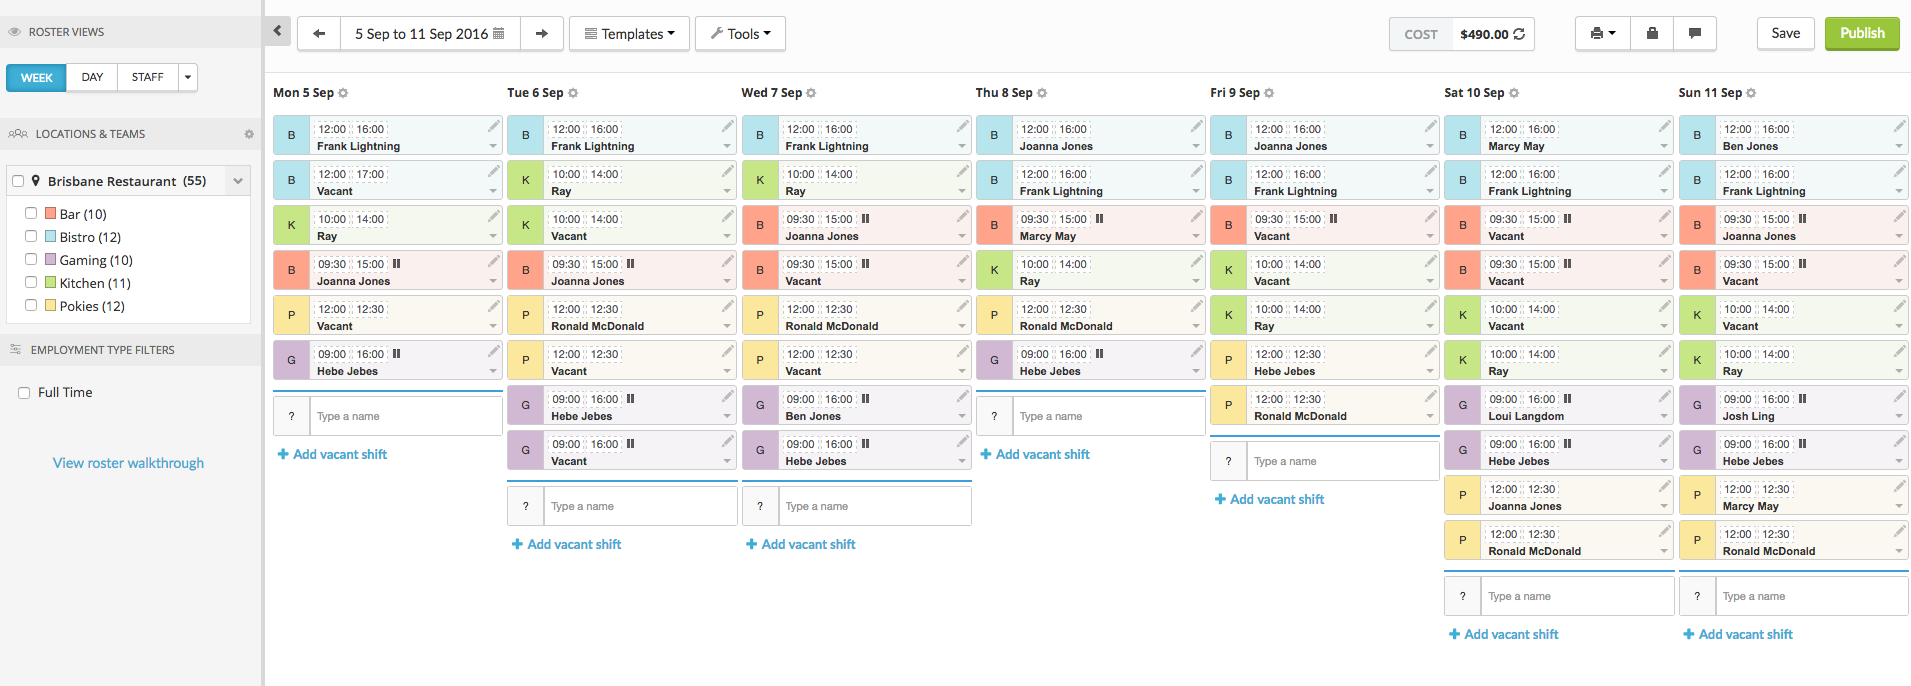 ROSTER VIEWS
WEEK DAY STAFF
LOCATIONS & TEAMS
Brisbane Restaurant (55)
Bar (10)
Bistro (12)
Gaming (10)
Kitchen (11)
Pokies (12)
EMPLOYMENT TYPE FILTERS
Full Time
View roster walkthrough
5 Sep to 11 Sep 2016 Templates Tools COST $490.00 Save Publish
Mon 5 Sep
B 12:00 16:00
Frank Lightning
B 12:00 17:00
Vacant
K 10:00 14:00
Ray
B 09:30 15:00
Joanna Jones
P 12:00 12:30
Vacant
G 09:00 16:00
Hebe Jebes
? Type a name
Add vacant shift
Tue 6 Sep
B 12:00 16:00
Frank Lightning
K 10:00 14:00
Ray
K 10:00 14:00
Vacant
B 09:30 15:00
Joanna Jones
P 12:00 12:30
Ronald McDonald
P 12:00 12:30
Vacant
G 09:00 16:00
Hebe Jebes
G 09:00 16:00
Vacant
? Type a name
Add vacant shift
Wed 7 Sep
B 12:00 16:00
Frank Lightning
K 10:00 14:00
Ray
B 09:30 15:00
Joanna Jones
B 09:30 15:00
Vacant
P 12:00 12:30
Ronald McDonald
P 12:00 12:30
Vacant
G 09:00 16:00
Ben Jones
G 09:00 16:00
Hebe Jebes
? Type a name
Add vacant shift
Thu 8 Sep
B 12:00 16:00
Joanna Jones
B 12:00 16:00
Frank Lightning
B 09:30 15:00
Marcy May
K 10:00 14:00
Ray
P 12:00 12:30
Ronald McDonald
G 09:00 16:00
Hebe Jebes
? Type a name
Add vacant shift
Fri 9 Sep
B 12:00 16:00
Joanna Jones
B 12:00 16:00
Frank Lightning
B 09:30 15:00
Vacant
K 10:00 14:00
Vacant
K 10:00 14:00
Ray
P 12:00 12:30
Hebe Jebes
P 12:00 12:30
Ronald McDonald
? Type a name
Add vacant shift
Sat 10 Sep
B 12:00 16:00
Marcy May
B 12:00 16:00
Frank Lightning
B 09:30 15:00
Vacant
B 09:30 15:00
Vacant
K 10:00 14:00
Vacant
K 10:00 14:00
Ray
G 09:00 16:00
Loui Langdom
G 09:00 16:00
Hebe Jebes
P 12:00 12:30
Joanna Jones
P 12:00 12:30
Ronald McDonald
? Type a name
Add vacant shift
Sun 11 Sep
B 12:00 16:00
Ben Jones
B 12:00 16:00
Frank Lightning
B 09:30 15:00
Joanna Jones
B 09:30 15:00
Vacant
K 10:00 14:00
Vacant
K 10:00 14:00
Ray
G 09:00 16:00
Josh Ling
G 09:00 16:00
Hebe Jebes
P 12:00 12:30
Marcy May
P 12:00 12:30
Ronald McDonald
? Type a name
Add vacant shift